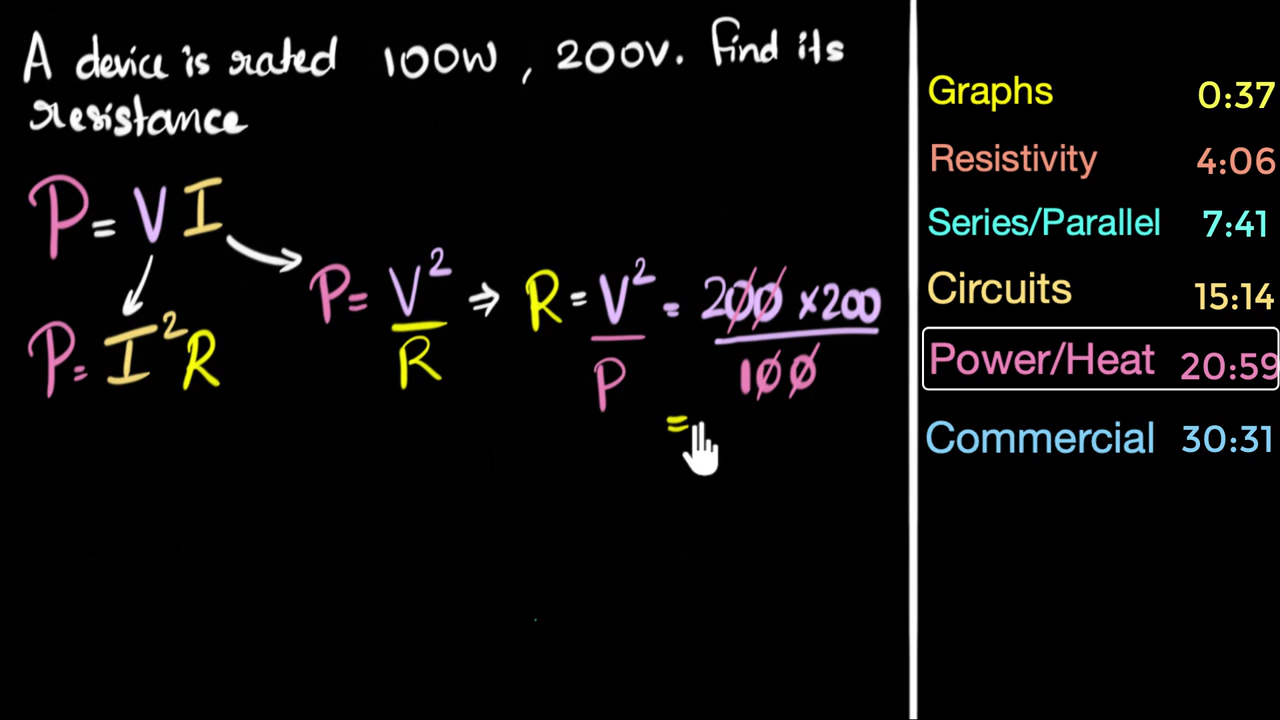 A device is rated 100W, 200V. Find its
resistance
P = VI
P = V² / R ⇒ R = V² / P = 200 × 200 / 100
P = I²R
=
Graphs 0:37
Resistivity 4:06
Series/Parallel 7:41
Circuits 15:14
Power/Heat 20:59
Commercial 30:31